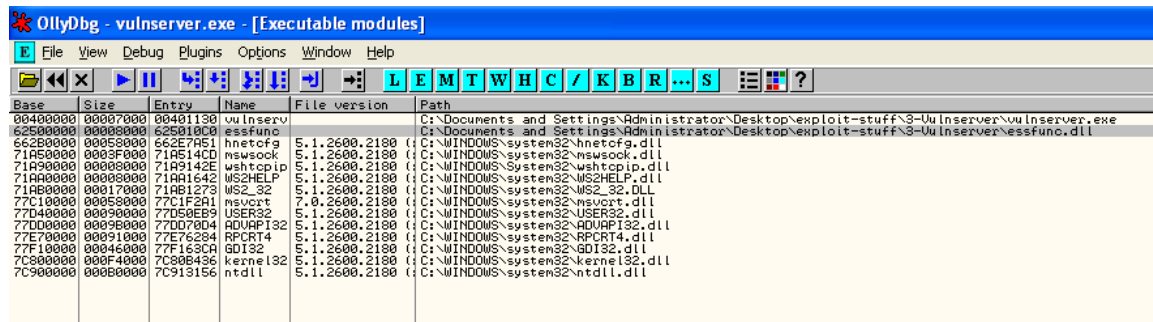 OllyDbg - vulnserver.exe - [Executable modules]
E File View Debug Plugins Options Window Help
L E M T W H C / K B R ... S ?
Base Size Entry Name File version Path
00400000 00007000 00401130 vulnserv C:\Documents and Settings\Administrator\Desktop\exploit-stuff\3-Vulnserver\vulnserver.exe
62500000 00008000 625010C0 essfunc C:\Documents and Settings\Administrator\Desktop\exploit-stuff\3-Vulnserver\essfunc.dll
662B0000 00058000 662E7A51 hnetcfg 5.1.2600.2180 (: C:\WINDOWS\system32\hnetcfg.dll
71A50000 0003F000 71A514CD mswsock 5.1.2600.2180 (: C:\WINDOWS\system32\mswsock.dll
71A90000 00008000 71A9142E wshtcpip 5.1.2600.2180 (: C:\WINDOWS\System32\wshtcpip.dll
71AA0000 00008000 71AA1642 WS2HELP 5.1.2600.2180 (: C:\WINDOWS\system32\WS2HELP.dll
71AB0000 00017000 71AB1273 WS2_32 5.1.2600.2180 (: C:\WINDOWS\system32\WS2_32.DLL
77C10000 00058000 77C1F2A1 msvcrt 7.0.2600.2180 (: C:\WINDOWS\system32\msvcrt.dll
77D40000 00090000 77D50EB9 USER32 5.1.2600.2180 (: C:\WINDOWS\system32\USER32.dll
77DD0000 0009B000 77DD70D4 ADVAPI32 5.1.2600.2180 (: C:\WINDOWS\system32\ADVAPI32.dll
77E70000 00091000 77E76284 RPCRT4 5.1.2600.2180 (: C:\WINDOWS\system32\RPCRT4.dll
77F10000 00046000 77F163CA GDI32 5.1.2600.2180 (: C:\WINDOWS\system32\GDI32.dll
7C800000 000F4000 7C80B436 kernel32 5.1.2600.2180 (: C:\WINDOWS\system32\kernel32.dll
7C900000 000B0000 7C913156 ntdll 5.1.2600.2180 (: C:\WINDOWS\system32\ntdll.dll